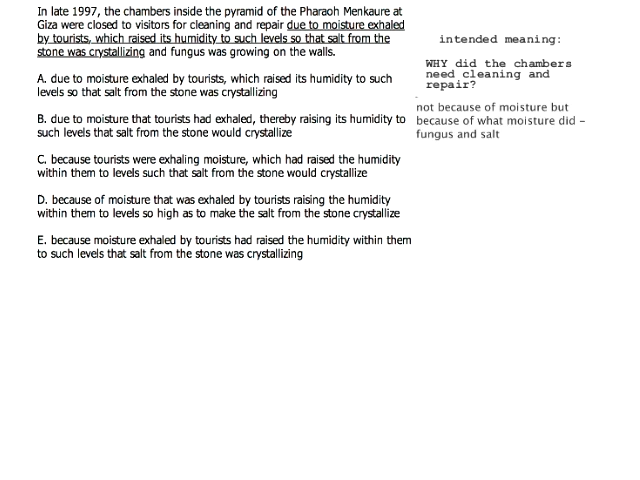 In late 1997, the chambers inside the pyramid of the Pharaoh Menkaure at
Giza were closed to visitors for cleaning and repair due to moisture exhaled
by tourists, which raised its humidity to such levels so that salt from the
stone was crystallizing and fungus was growing on the walls.
A. due to moisture exhaled by tourists, which raised its humidity to such
levels so that salt from the stone was crystallizing
B. due to moisture that tourists had exhaled, thereby raising its humidity to
such levels that salt from the stone would crystallize
C. because tourists were exhaling moisture, which had raised the humidity
within them to levels such that salt from the stone would crystallize
D. because of moisture that was exhaled by tourists raising the humidity
within them to levels so high as to make the salt from the stone crystallize
E. because moisture exhaled by tourists had raised the humidity within them
to such levels that salt from the stone was crystallizing
intended meaning:
WHY did the chambers
need cleaning and
repair?
not because of moisture but
because of what moisture did –
fungus and salt